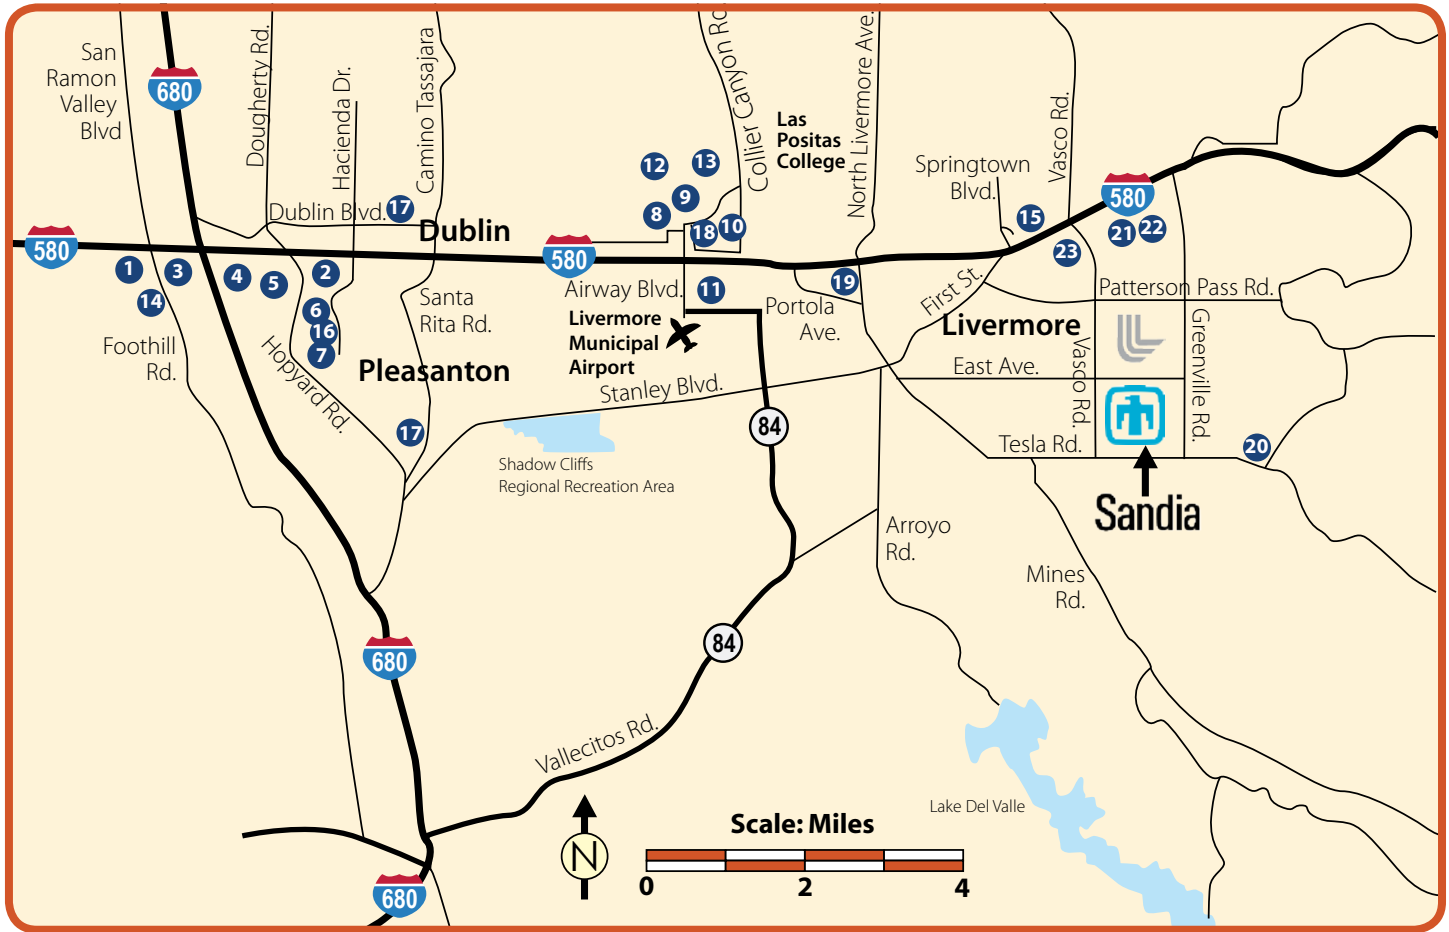 San
Ramon
Valley
Blvd
680
Dougherty Rd.
Hacienda Dr.
Camino Tassajara
Collier Canyon Rd
Las
Positas
College
North Livermore Ave.
Springtown
Blvd.
Vasco Rd.
580
12
13
9
8
18
10
15
21
22
23
Dublin Blvd.
17
Dublin
580
580
1
3
4
5
2
14
6
16
7
Airway Blvd.
11
19
Portola
Ave.
First St.
Patterson Pass Rd.
Livermore
Municipal
Airport
Santa
Rita Rd.
Livermore
Foothill
Rd.
Hopyard Rd.
Pleasanton
Stanley Blvd.
East Ave.
Vasco Rd.
Greenville Rd.
17
84
Tesla Rd.
20
Shadow Cliffs
Regional Recreation Area
Sandia
Arroyo
Rd.
Mines
Rd.
680
84
Vallecitos Rd.
Lake Del Valle
N
Scale: Miles
0
2
4
680